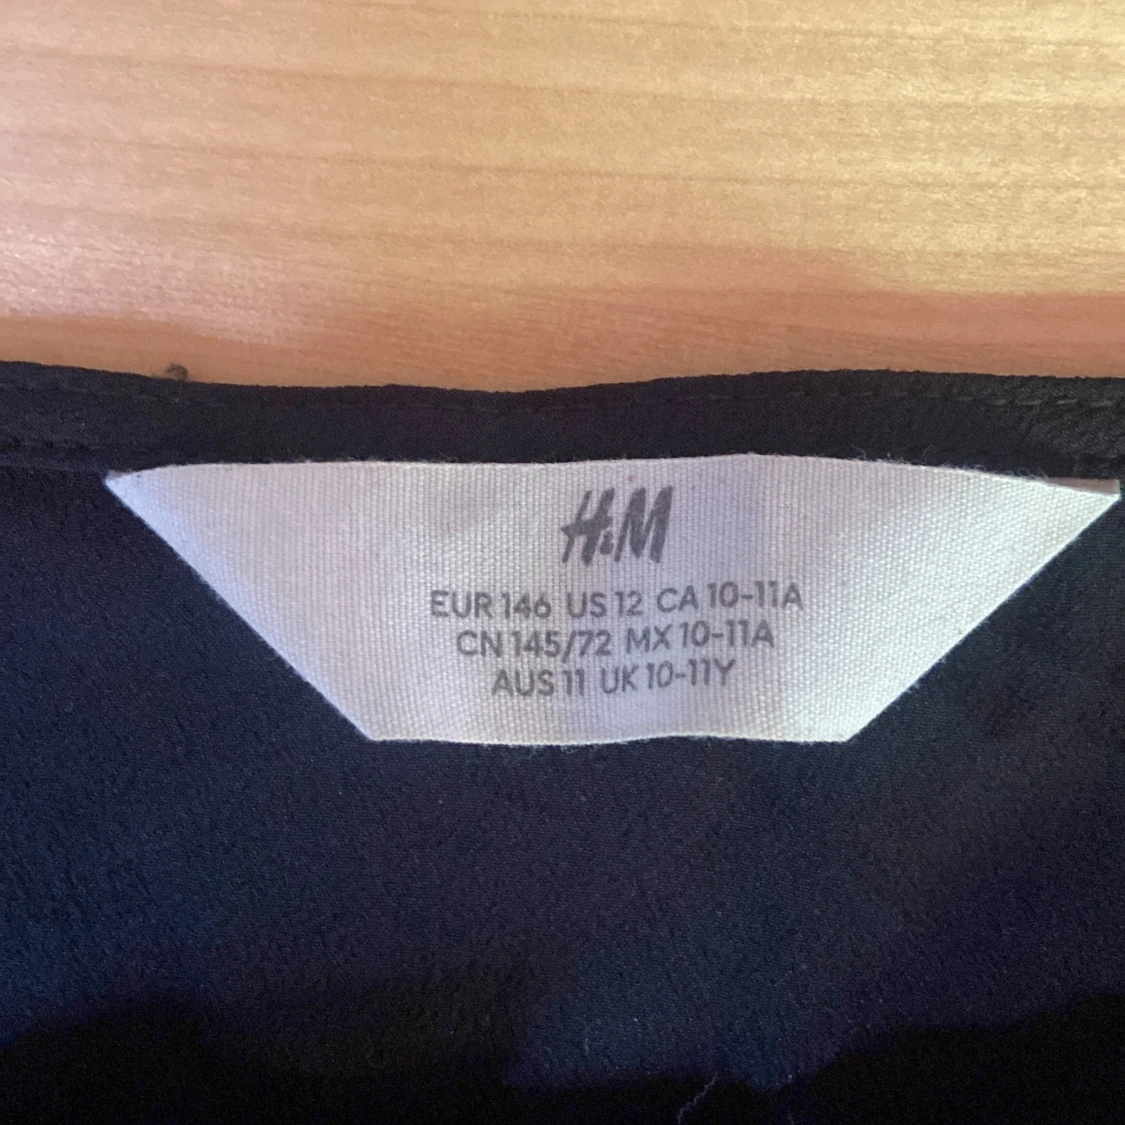 H&M
EUR 146 US 12 CA 10-11A
CN 145/72 MX 10-11A
AUS 11 UK 10-11Y